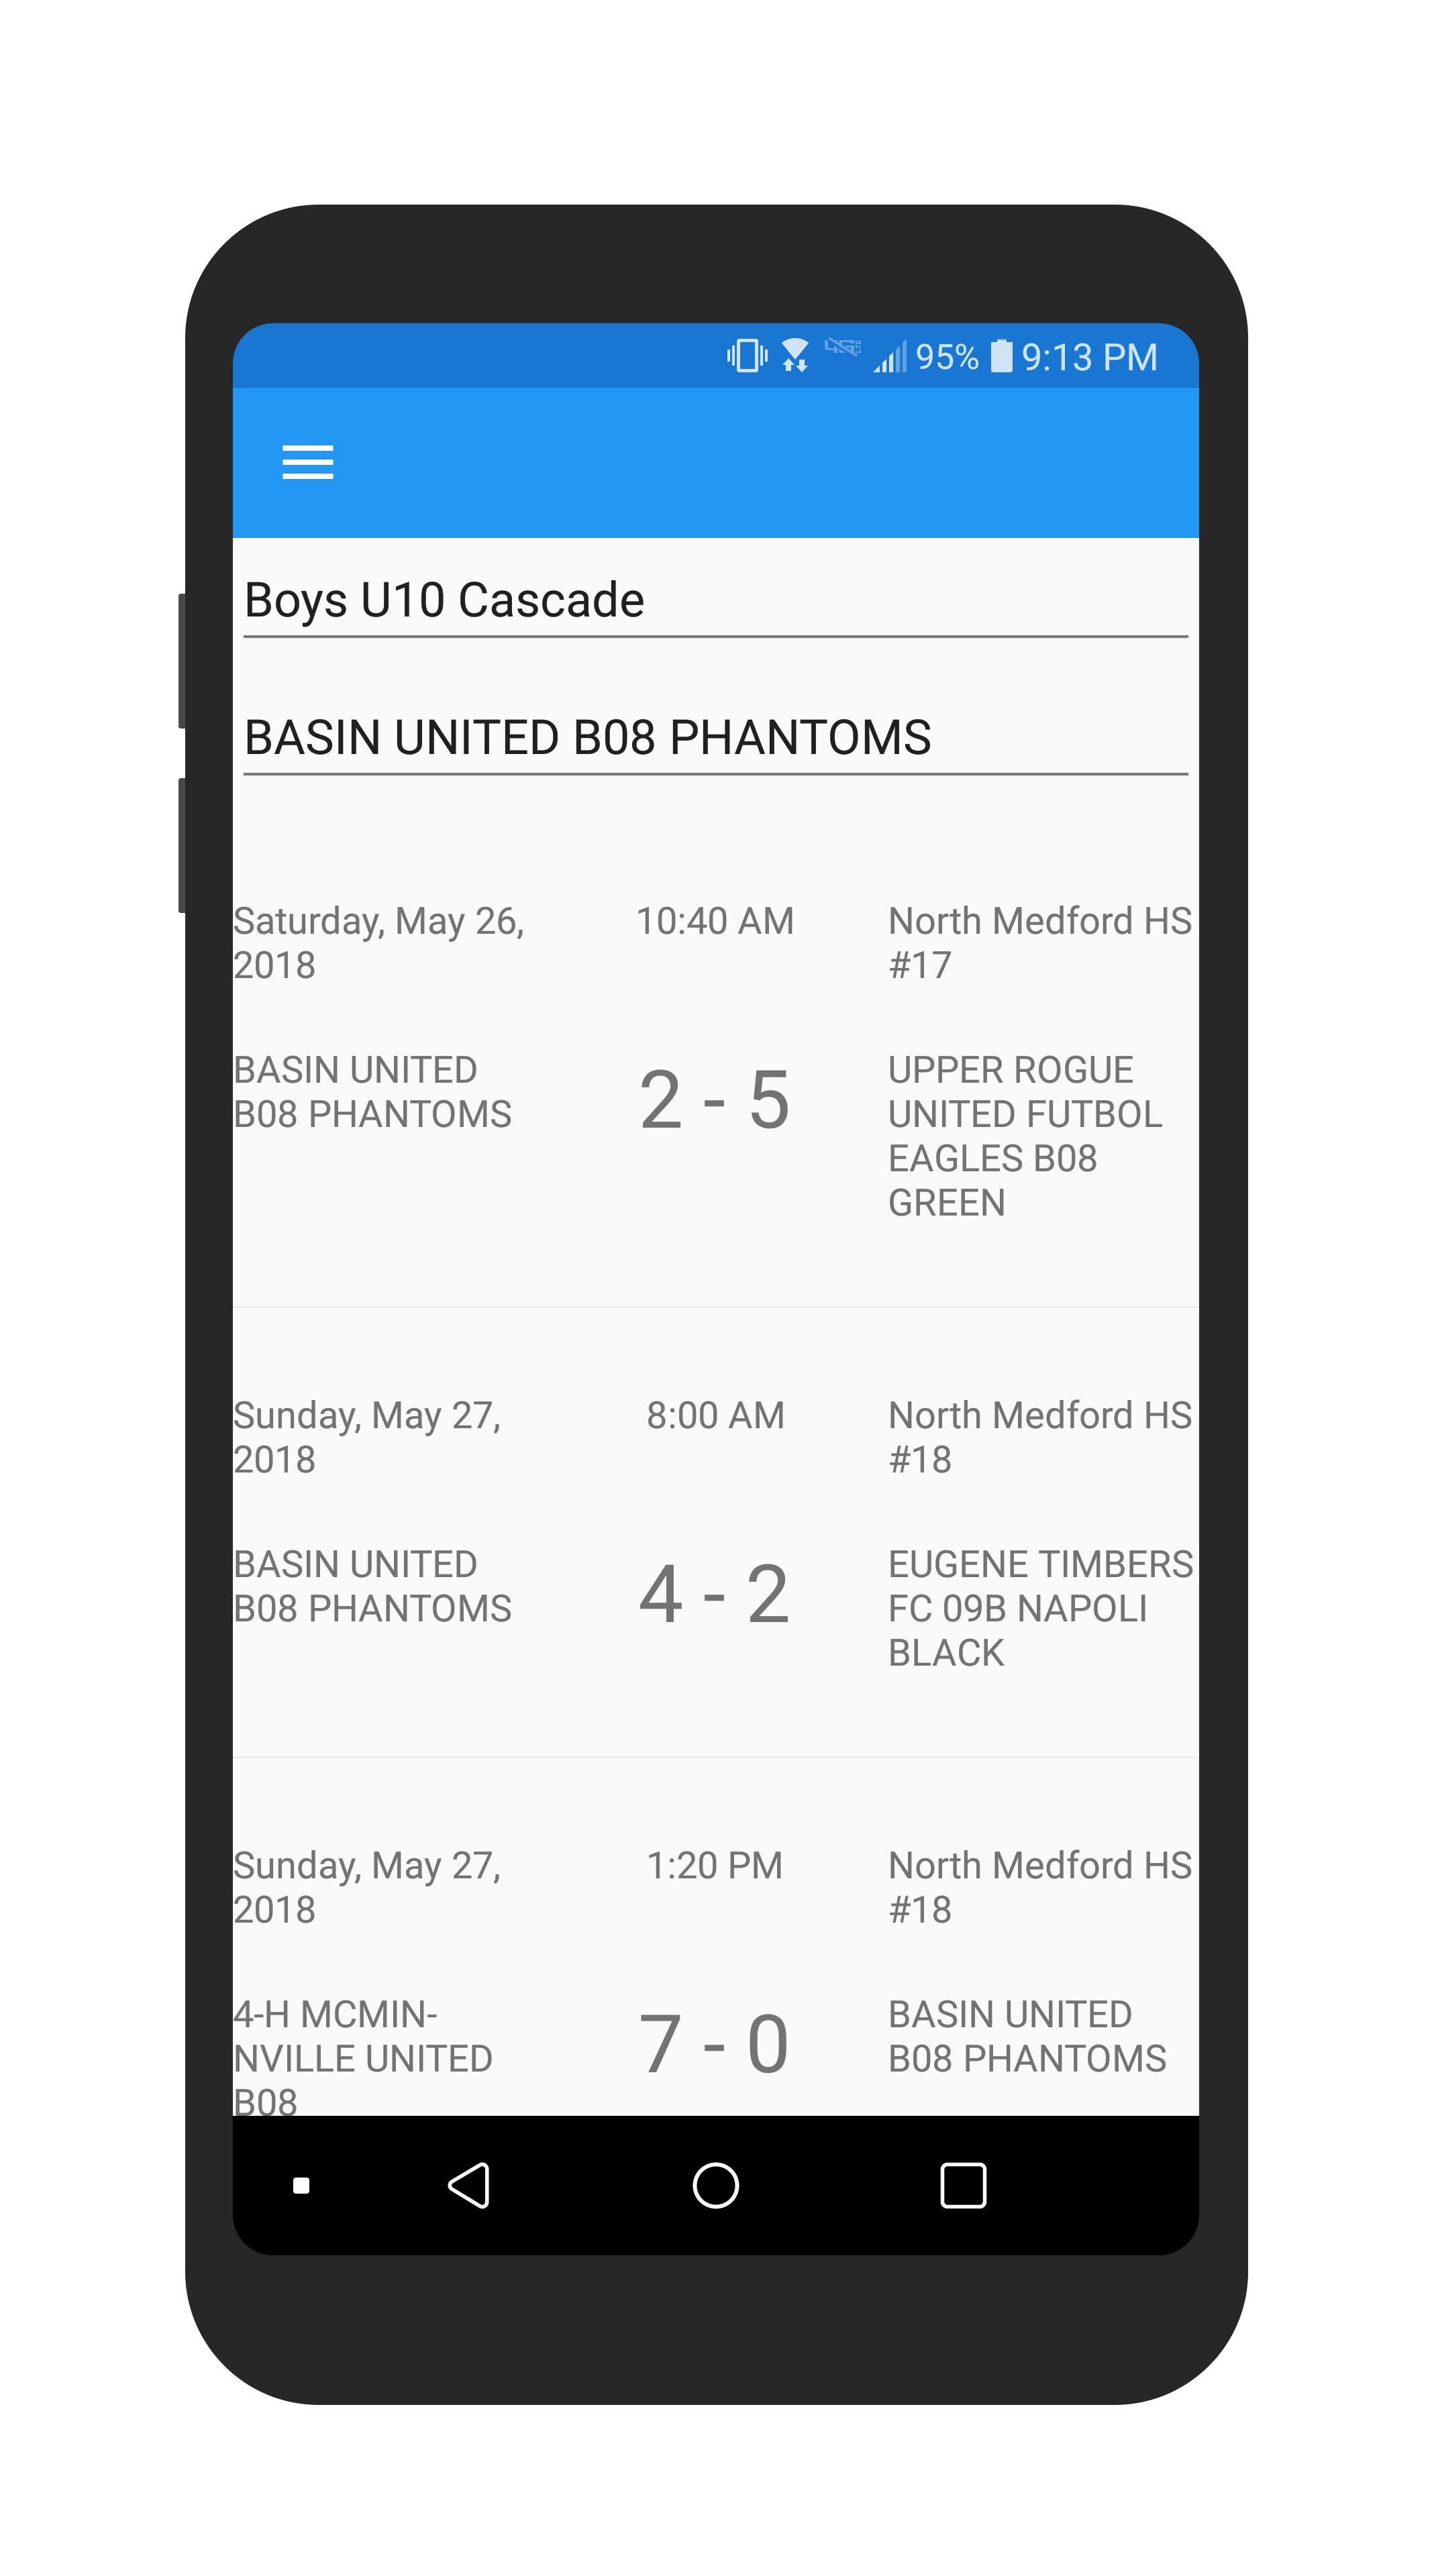 4G LTE 95% 9:13 PM
Boys U10 Cascade
BASIN UNITED B08 PHANTOMS
Saturday, May 26,
2018
10:40 AM
North Medford HS
#17
BASIN UNITED
B08 PHANTOMS
2 - 5
UPPER ROGUE
UNITED FUTBOL
EAGLES B08
GREEN
Sunday, May 27,
2018
8:00 AM
North Medford HS
#18
BASIN UNITED
B08 PHANTOMS
4 - 2
EUGENE TIMBERS
FC 09B NAPOLI
BLACK
Sunday, May 27,
2018
1:20 PM
North Medford HS
#18
4-H MCMIN-
NVILLE UNITED
B08
7 - 0
BASIN UNITED
B08 PHANTOMS